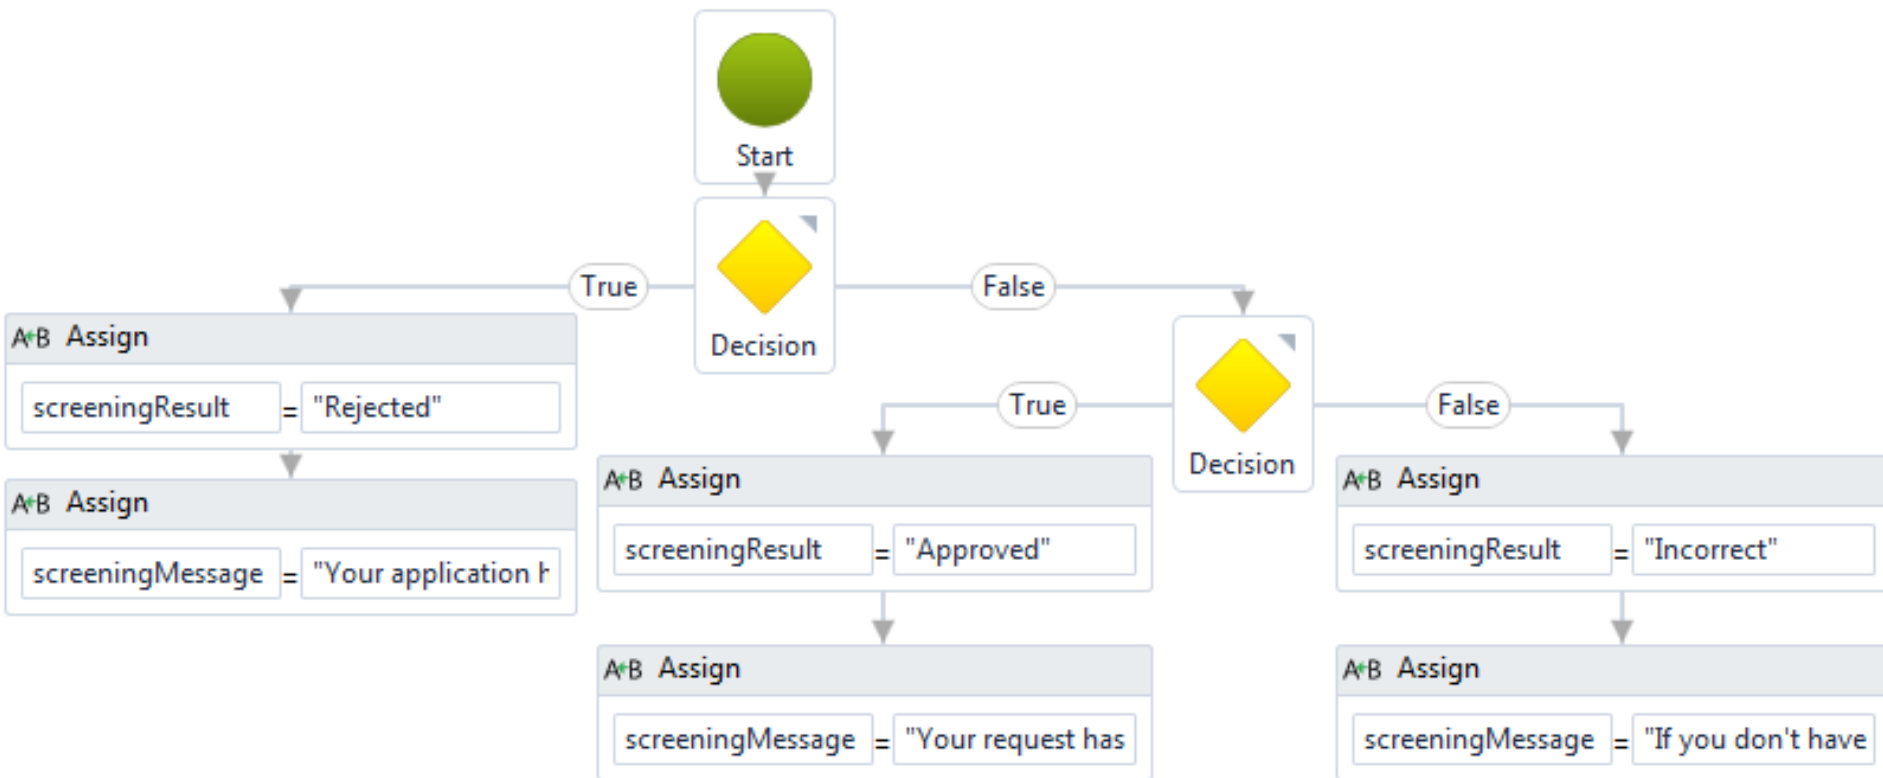 Start
Decision
True
False
A B Assign
screeningResult = "Rejected"
A B Assign
screeningMessage = "Your application
Decision
True
False
A B Assign
screeningResult = "Approved"
A B Assign
screeningMessage = "Your request has
A B Assign
screeningResult = "Incorrect"
A B Assign
screeningMessage = "If you don't have